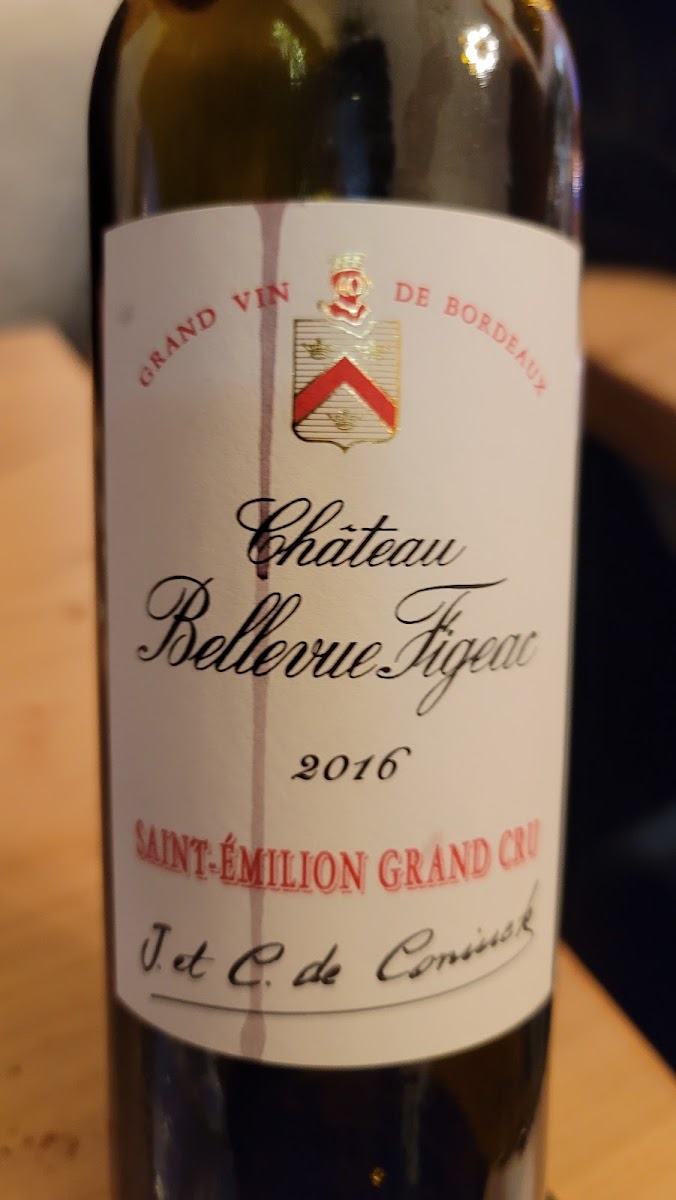 GRAND VIN DE BORDEAUX
Château
Bellevue Figeac
2016
SAINT-ÉMILION GRAND CRU
J. et C. de Coninck